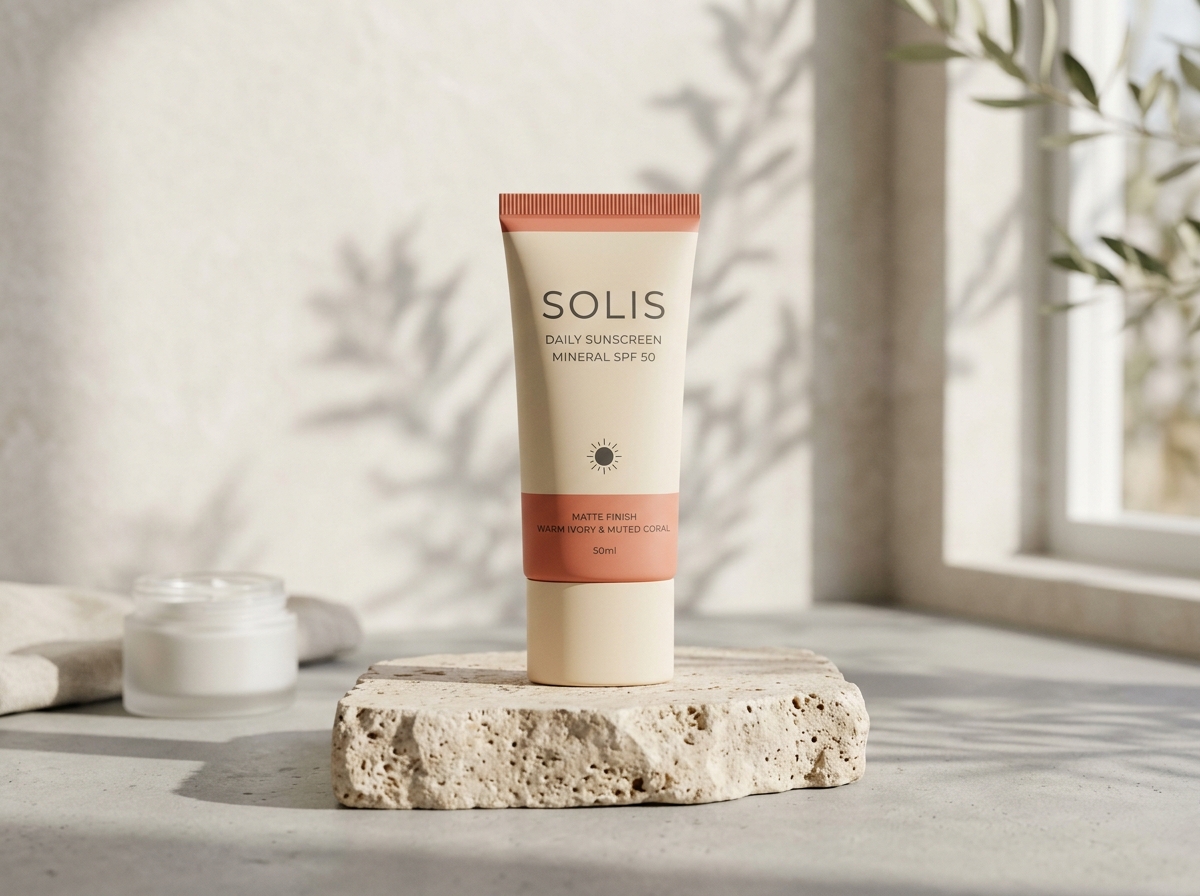 SOLIS
DAILY SUNSCREEN
MINERAL SPF 50
MATTE FINISH
WARM IVORY & MUTED CORAL
50ml